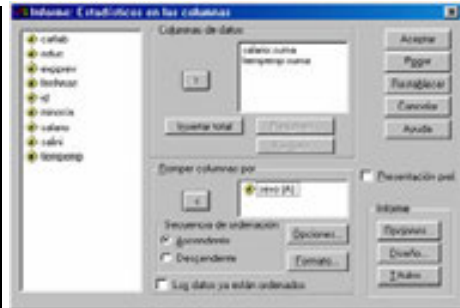 Informe: Estadísticos en las columnas
catlab
educ
expprev
fechnac
id
minoría
salario
salini
tiempemp
Columnas de datos
salario:suma
tiempemp:suma
Insertar total
Romper columnas por
sexo (A)
Secuencia de ordenación
Ascendente
Descendente
Opciones...
Formato...
Los datos ya están ordenados
Aceptar
Pegar
Restablecer
Cancelar
Ayuda
Presentación prel.
Informe
Opciones...
Diseño...
Títulos...